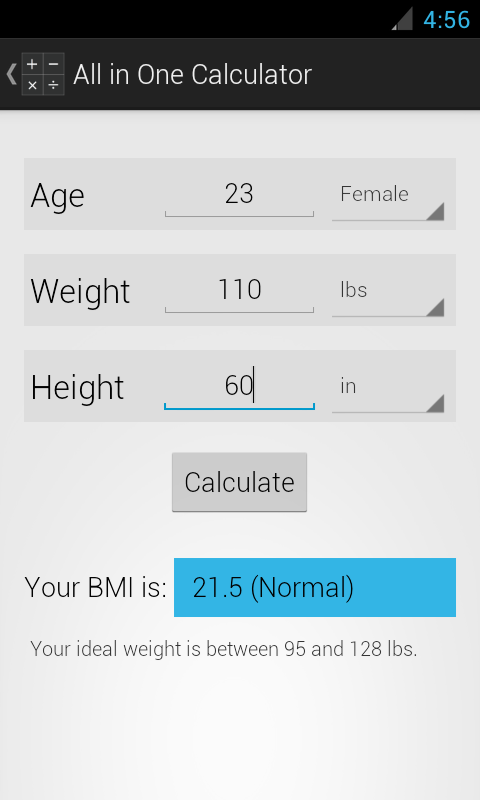 4:56
+ − All in One Calculator
× ÷
Age 23 Female
Weight 110 lbs
Height 60 in
Calculate
Your BMI is: 21.5 (Normal)
Your ideal weight is between 95 and 128 lbs.